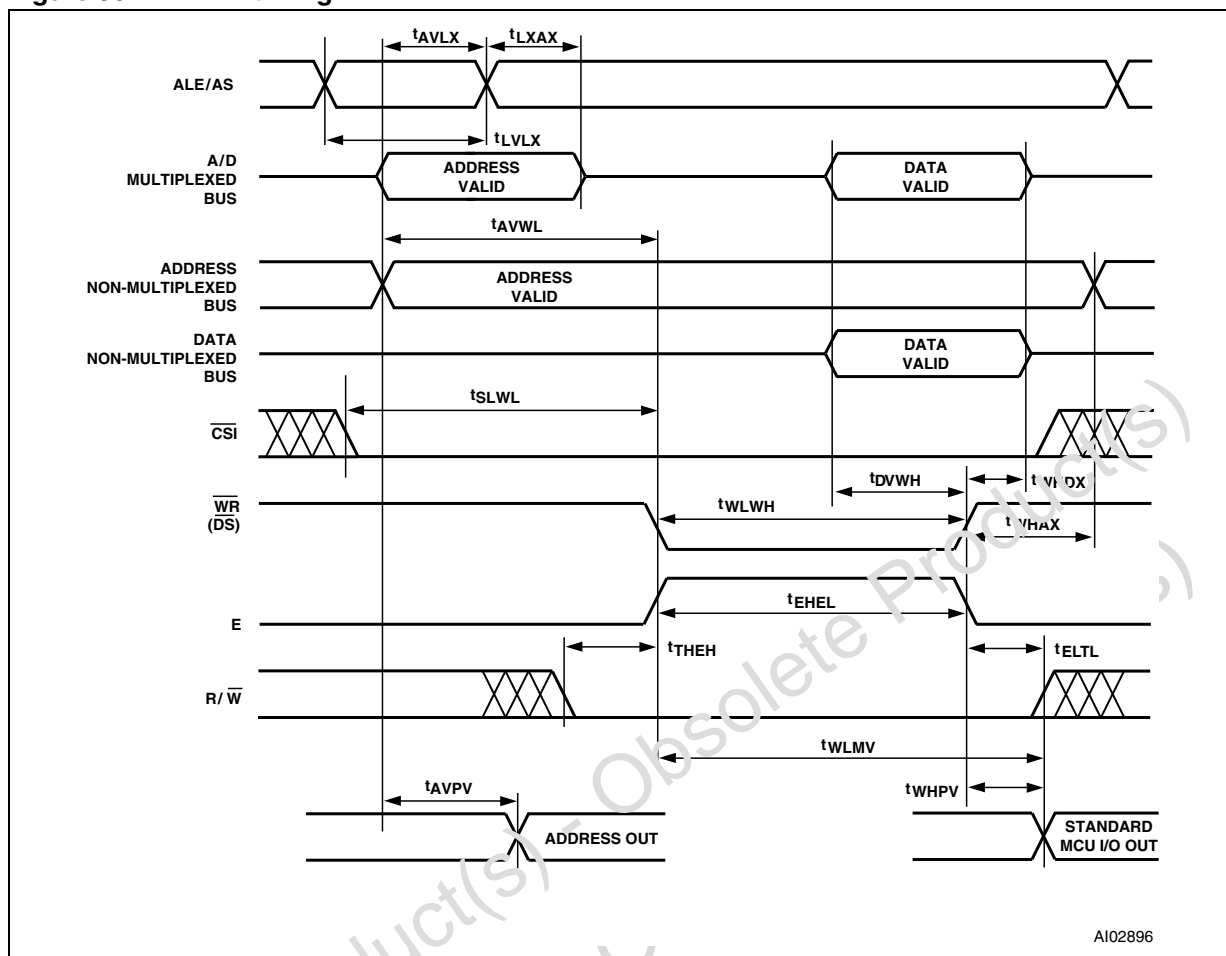 tAVLX
tLXAX
ALE/AS
tLVLX
A/D
MULTIPLEXED
BUS
ADDRESS
VALID
DATA
VALID
tAVWL
ADDRESS
NON-MULTIPLEXED
BUS
ADDRESS
VALID
DATA
NON-MULTIPLEXED
BUS
DATA
VALID
tSLWL
CSI
tDVWH
tWHDX
WR
(DS)
tWLWH
tWHAX
tEHEL
E
tTHEH
tELTL
R/ W
tWLMV
tAVPV
tWHPV
ADDRESS OUT
STANDARD
MCU I/O OUT
AI02896
uct(s) - Obsolete Product(s)
s)